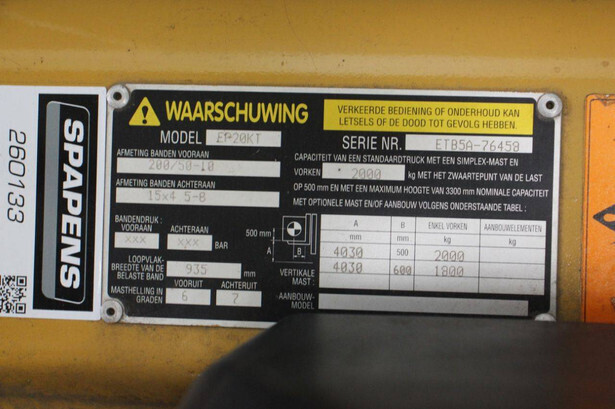 SPAPENS
260133
WAARSCHUWING
VERKEERDE BEDIENING OF ONDERHOUD KAN
LETSELS OF DE DOOD TOT GEVOLG HEBBEN.
MODEL EP20KT
SERIE NR. ETB5A-76458
AFMETING BANDEN VOORAAN
200/50-10
AFMETING BANDEN ACHTERAAN
15x4 5-8
BANDENDRUK: VOORAAN ACHTERAAN
xxx xxx BAR
LOOPVLAK-
BREEDTE VAN DE
BELASTE BAND 935 mm
MASTHELLING IN
GRADEN
VOORUIT ACHTERUIT
6 7
CAPACITEIT VAN EEN STANDAARDTRUCK MET EEN SIMPLEX-MAST EN
VORKEN 2000 kg MET HET ZWAARTEPUNT VAN DE LAST
OP 500 mm EN MET EEN MAXIMUM HOOGTE VAN 3300 mm NOMINALE CAPACITEIT
MET OPTIONELE MAST EN/OF AANBOUW VOLGENS ONDERSTAANDE TABEL :
500 mm
A B
VERTIKALE
MAST :
A B ENKEL VORKEN AANBOUWELEMENTEN
mm mm kg kg
4030 500 2000
4030 600 1800
AANBOUW-
MODEL